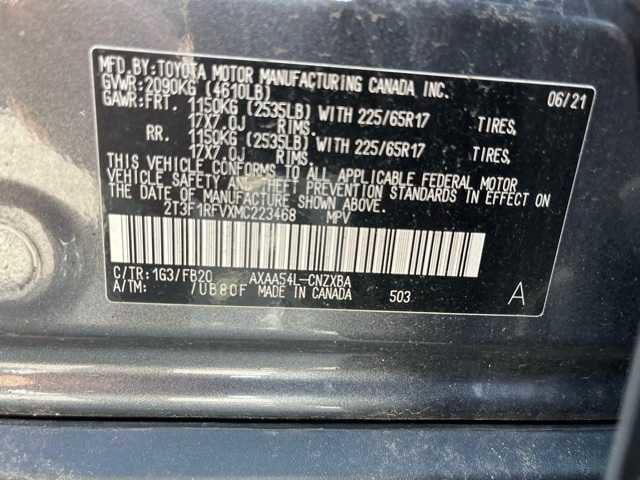 MFD.BY:TOYOTA MOTOR MANUFACTURING CANADA, INC.
GVWR:2090KG (4610LB) 06/21
GAWR:FRT. 1150KG (2535LB) WITH 225/65R17 TIRES,
17X7.0J RIMS.
RR. 1150KG (2535LB) WITH 225/65R17 TIRES,
17X7.0J RIMS.
THIS VEHICLE CONFORMS TO ALL APPLICABLE FEDERAL MOTOR
VEHICLE SAFETY AND THEFT PREVENTION STANDARDS IN EFFECT ON
THE DATE OF MANUFACTURE SHOWN ABOVE.
2T3F1RFVXMC223468 MPV
C/TR:1G3/FB20 AXAA54L-CNZXBA
A/TM: /UB80F MADE IN CANADA 503 A